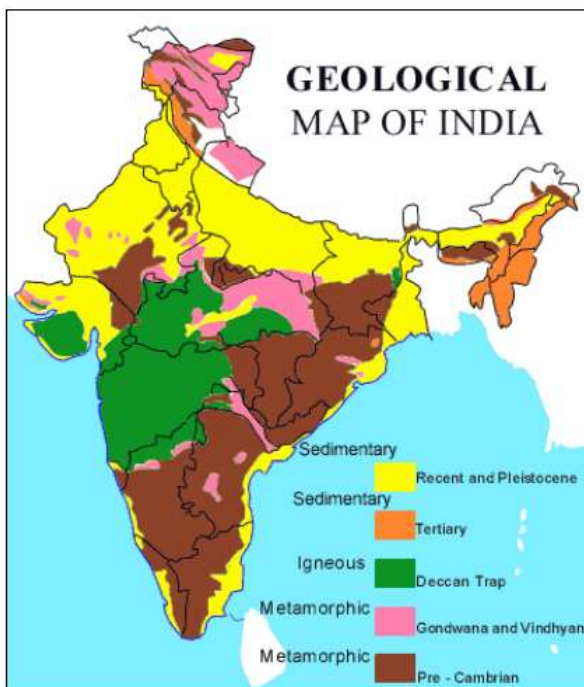 GEOLOGICAL
MAP OF INDIA
Sedimentary
Recent and Pleistocene
Sedimentary
Tertiary
Igneous
Deccan Trap
Metamorphic
Gondwana and Vindhyan
Metamorphic
Pre - Cambrian